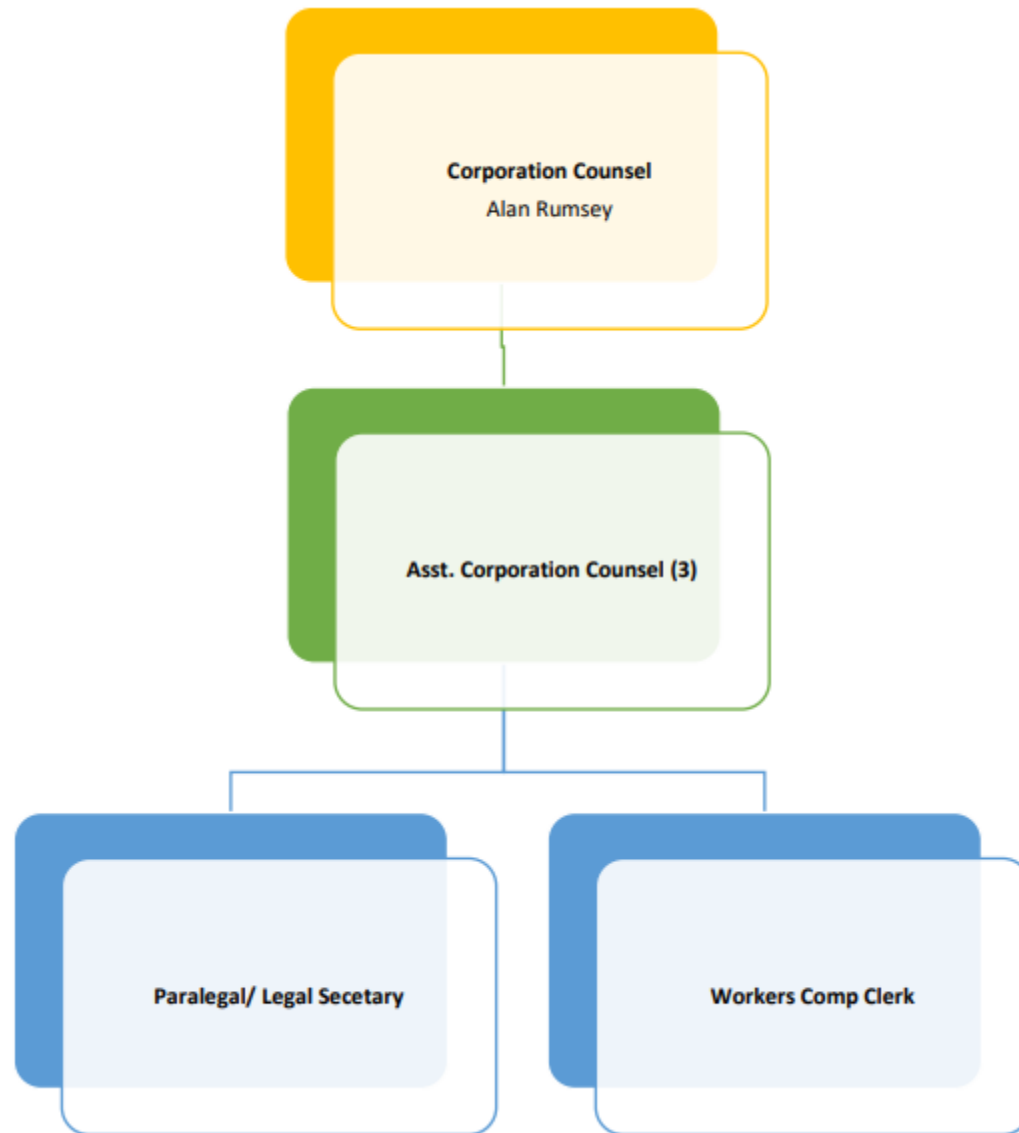 Corporation Counsel
Alan Rumsey
Asst. Corporation Counsel (3)
Paralegal/ Legal Secetary
Workers Comp Clerk